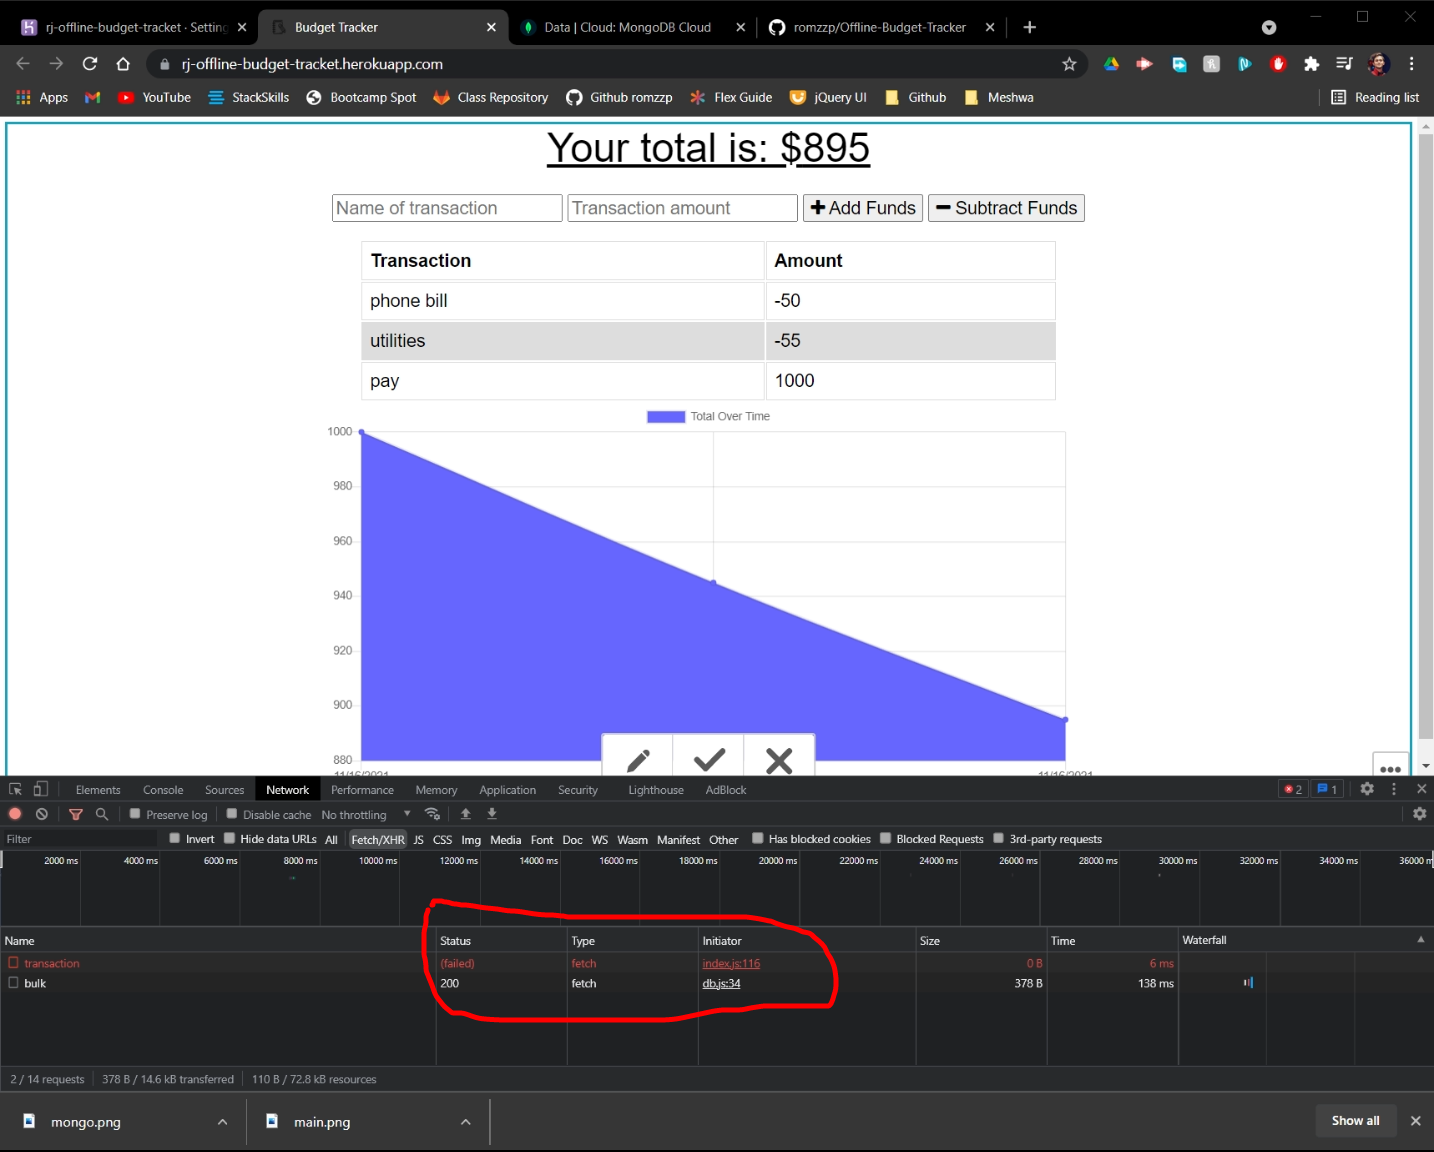 rj-offline-budget-tracket · Setting
Budget Tracker
Data | Cloud: MongoDB Cloud
romzzp/Offline-Budget-Tracker
rj-offline-budget-tracket.herokuapp.com
Apps
YouTube
StackSkills
Bootcamp Spot
Class Repository
Github romzzp
Flex Guide
jQuery UI
Github
Meshwa
Reading list
Your total is: $895
Name of transaction
Transaction amount
Add Funds
Subtract Funds
Transaction Amount
phone bill -50
utilities -55
pay 1000
Total Over Time
1000
980
960
940
920
900
880
11/16/2021 11/16/2021
Elements Console Sources Network Performance Memory Application Security Lighthouse AdBlock 2 1
Preserve log Disable cache No throttling
Filter Invert Hide data URLs All Fetch/XHR JS CSS Img Media Font Doc WS Wasm Manifest Other Has blocked cookies Blocked Requests 3rd-party requests
2000 ms 4000 ms 6000 ms 8000 ms 10000 ms 12000 ms 14000 ms 16000 ms 18000 ms 20000 ms 22000 ms 24000 ms 26000 ms 28000 ms 30000 ms 32000 ms 34000 ms 36000 m
Name Status Type Initiator Size Time Waterfall
transaction (failed) fetch index.js:116 0 B 6 ms
bulk 200 fetch db.js:34 378 B 138 ms
2 / 14 requests 378 B / 14.6 kB transferred 110 B / 72.8 kB resources
mongo.png
main.png
Show all